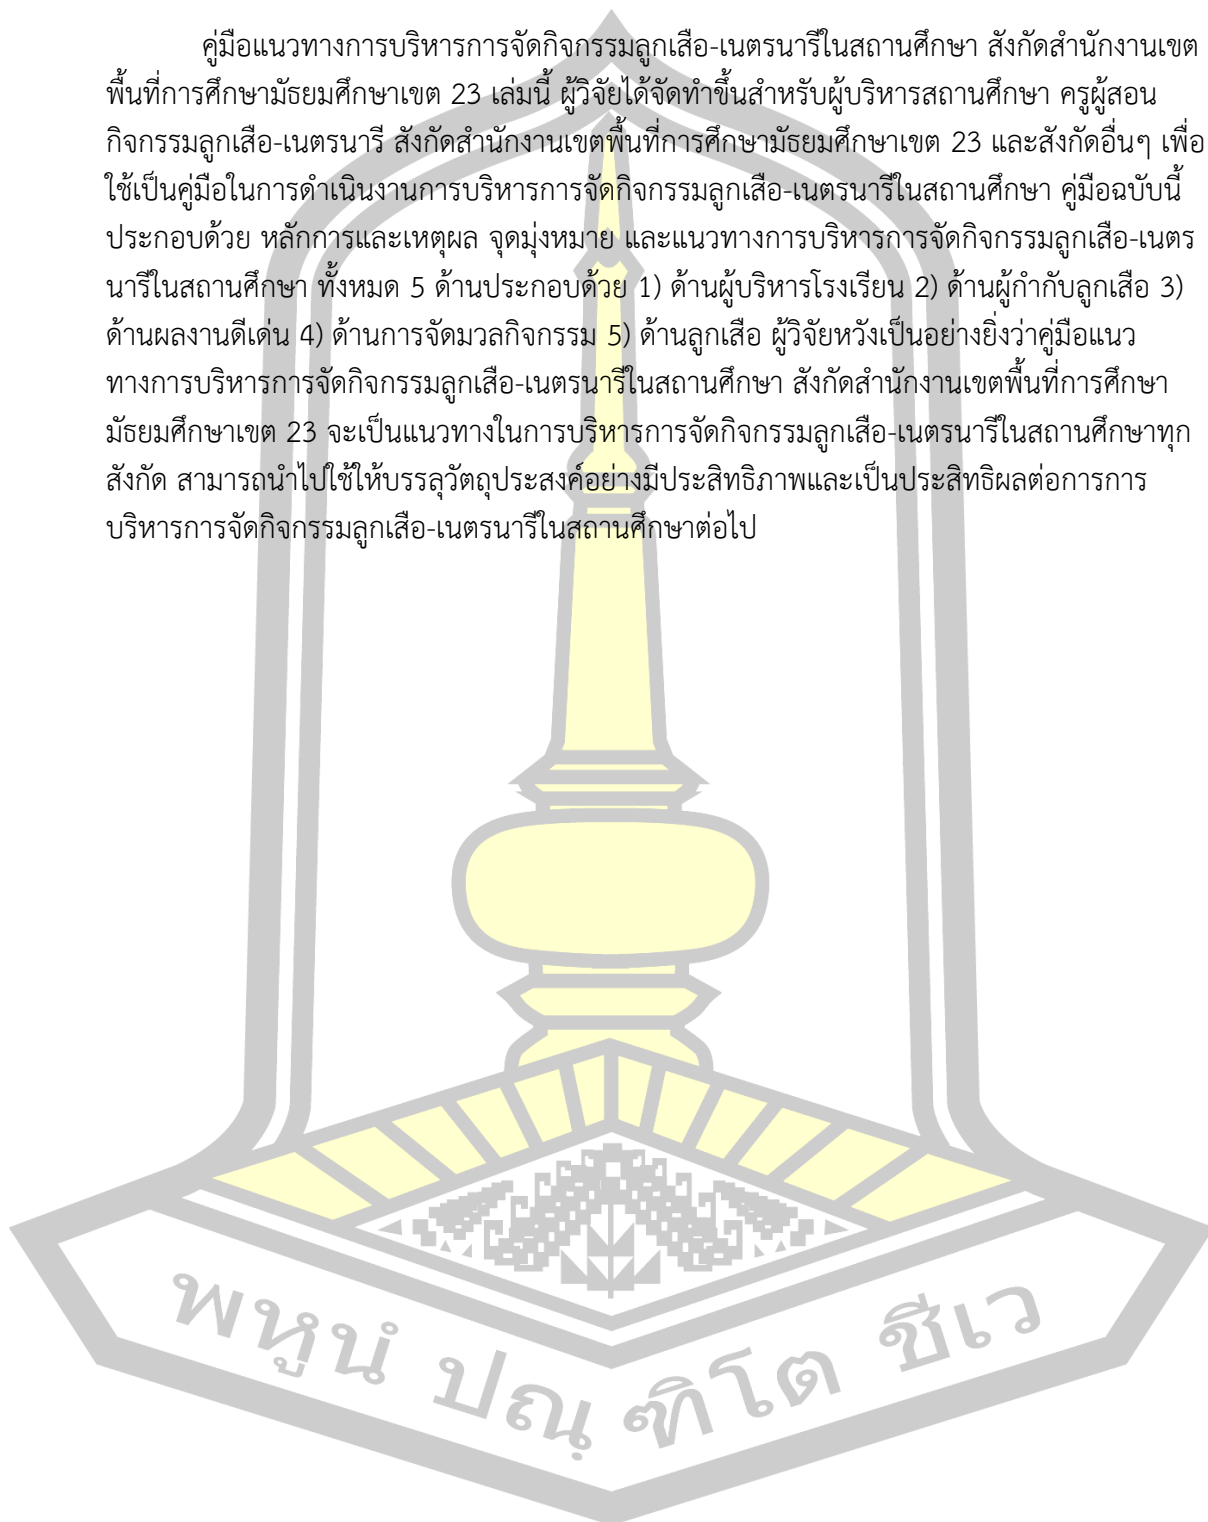 คู่มือแนวทางการบริหารการจัดกิจกรรมลูกเสือ-เนตรนารีในสถานศึกษา สังกัดสำนักงานเขต
พื้นที่การศึกษามัธยมศึกษาเขต 23 เล่มนี้ ผู้วิจัยได้จัดทำขึ้นสำหรับผู้บริหารสถานศึกษา ครูผู้สอน
กิจกรรมลูกเสือ-เนตรนารี สังกัดสำนักงานเขตพื้นที่การศึกษามัธยมศึกษาเขต 23 และสังกัดอื่นๆ เพื่อ
ใช้เป็นคู่มือในการดำเนินงานการบริหารการจัดกิจกรรมลูกเสือ-เนตรนารีในสถานศึกษา คู่มือฉบับนี้
ประกอบด้วย หลักการและเหตุผล จุดมุ่งหมาย และแนวทางการบริหารการจัดกิจกรรมลูกเสือ-เนตร
นารีในสถานศึกษา ทั้งหมด 5 ด้านประกอบด้วย 1) ด้านผู้บริหารโรงเรียน 2) ด้านผู้กำกับลูกเสือ 3)
ด้านผลงานดีเด่น 4) ด้านการจัดมวลกิจกรรม 5) ด้านลูกเสือ ผู้วิจัยหวังเป็นอย่างยิ่งว่าคู่มือแนว
ทางการบริหารการจัดกิจกรรมลูกเสือ-เนตรนารีในสถานศึกษา สังกัดสำนักงานเขตพื้นที่การศึกษา
มัธยมศึกษาเขต 23 จะเป็นแนวทางในการบริหารการจัดกิจกรรมลูกเสือ-เนตรนารีในสถานศึกษาทุก
สังกัด สามารถนำไปใช้ให้บรรลุวัตถุประสงค์อย่างมีประสิทธิภาพและเป็นประสิทธิผลต่อการการ
บริหารการจัดกิจกรรมลูกเสือ-เนตรนารีในสถานศึกษาต่อไป
พหูนํ ปณฺ ฑิโต ชีเว